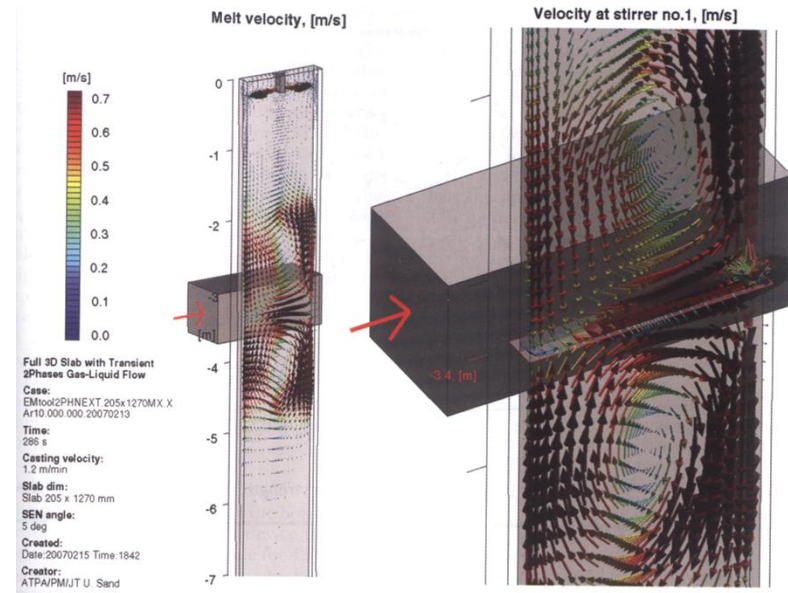 Melt velocity, [m/s]
Velocity at stirrer no.1, [m/s]
[m/s]
0.7
0.6
0.5
0.4
0.3
0.2
0.1
0.0
0
-1
-2
-3
[m]
-4
-5
-6
-7
-3.4, [m]
Full 3D Slab with Transient
2Phases Gas-Liquid Flow
Case:
EMtool2PHNEXT.205x1270MX.X
Ar10.000.000.20070213
Time:
286 s
Casting velocity:
1.2 m/min
Slab dim:
Slab 205 x 1270 mm
SEN angle:
5 deg
Created:
Date:20070215 Time:1842
Creator:
ATPA/PM/JT U. Sand